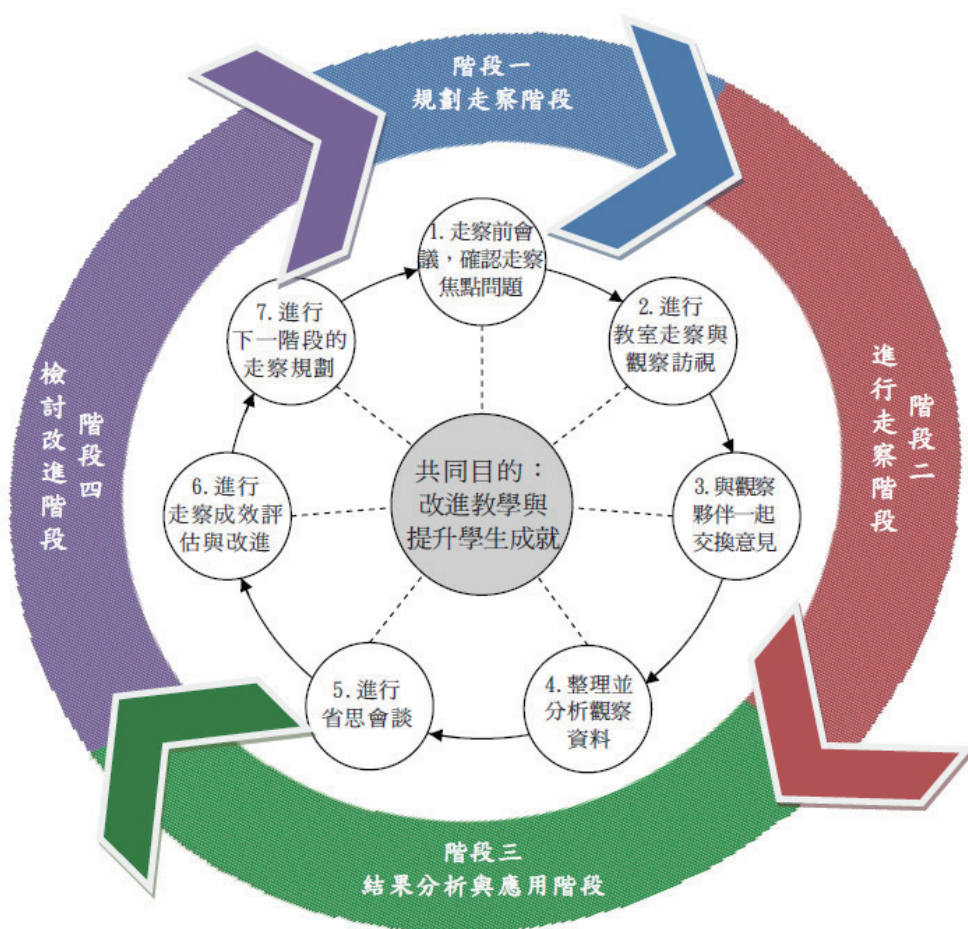 階段一
規劃走察階段
階段二
進行走察階段
階段三
結果分析與應用階段
階段四
檢討改進階段
1.走察前會
議，確認走察
焦點問題
2.進行
教室走察與
觀察訪視
3.與觀察
夥伴一起
交換意見
4.整理並
分析觀察
資料
5.進行
省思會談
6.進行
走察成效評
估與改進
7.進行
下一階段的
走察規劃
共同目的：
改進教學與
提升學生成就